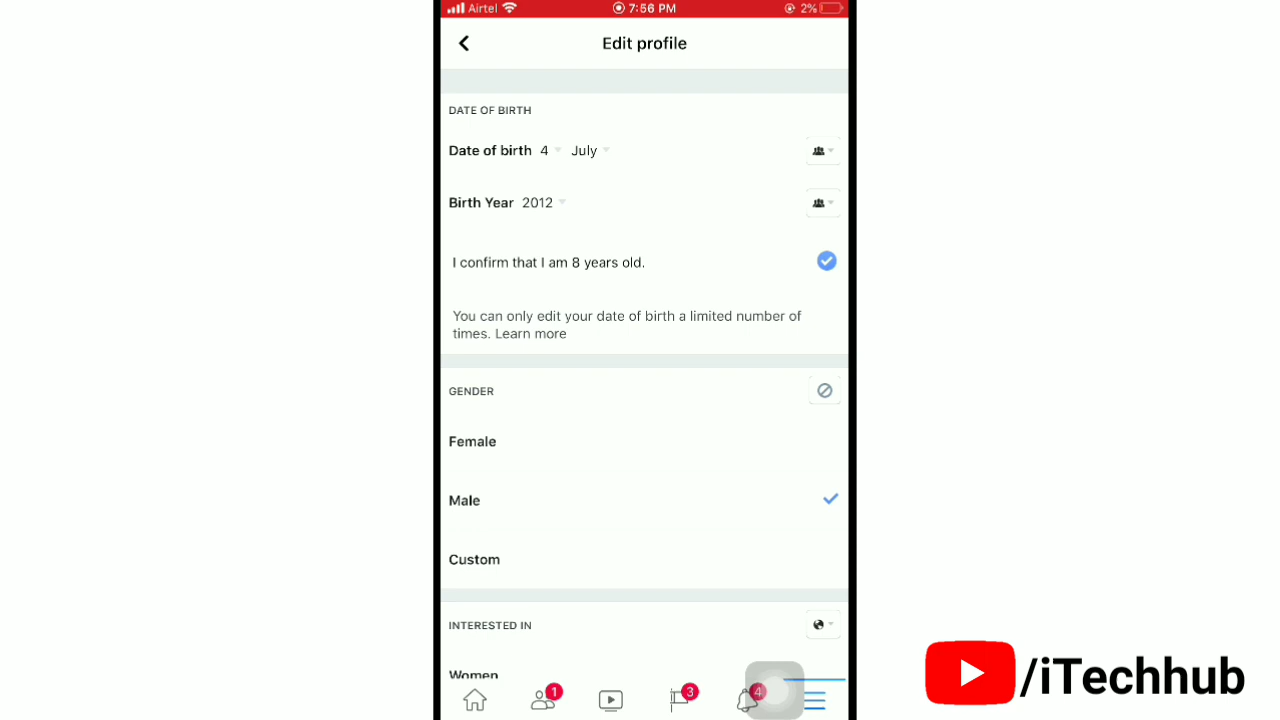 Airtel 7:56 PM 2%
Edit profile
DATE OF BIRTH
Date of birth 4 July
Birth Year 2012
I confirm that I am 8 years old.
You can only edit your date of birth a limited number of
times. Learn more
GENDER
Female
Male
Custom
INTERESTED IN
Women
1 3 4
/iTechhub